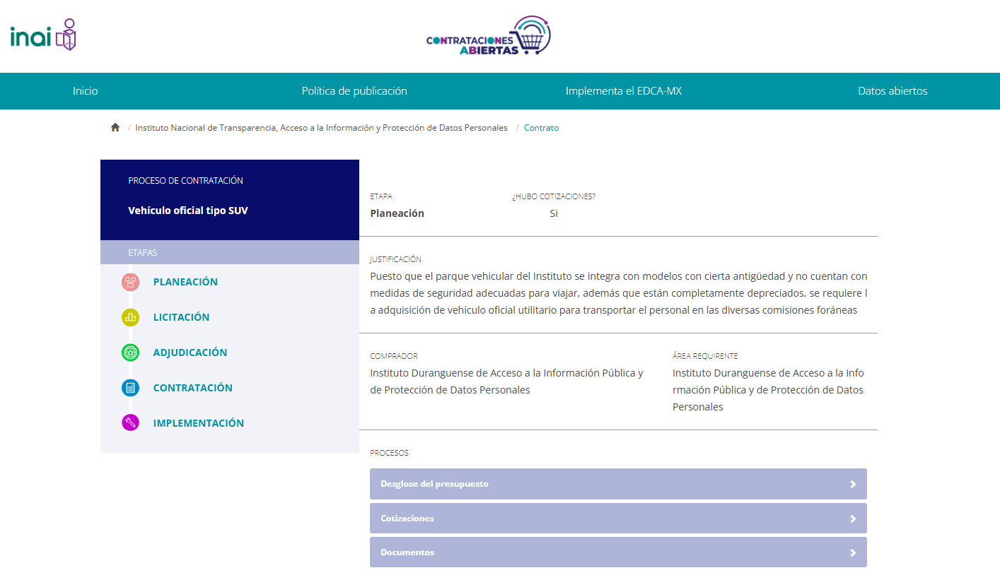 inai
CONTRATACIONES
ABIERTAS
Inicio
Política de publicación
Implementa el EDCA-MX
Datos abiertos
/ Instituto Nacional de Transparencia, Acceso a la Información y Protección de Datos Personales / Contrato
PROCESO DE CONTRATACIÓN
Vehículo oficial tipo SUV
ETAPAS
PLANEACIÓN
LICITACIÓN
ADJUDICACIÓN
CONTRATACIÓN
IMPLEMENTACIÓN
ETAPA
Planeación
¿HUBO COTIZACIONES?
Si
JUSTIFICACIÓN
Puesto que el parque vehicular del Instituto se integra con modelos con cierta antigüedad y no cuentan con
medidas de seguridad adecuadas para viajar, además que están completamente depreciados, se requiere l
a adquisición de vehículo oficial utilitario para transportar el personal en las diversas comisiones foráneas
COMPRADOR
Instituto Duranguense de Acceso a la Información Pública y
de Protección de Datos Personales
ÁREA REQUIRENTE
Instituto Duranguense de Acceso a la Info
rmación Pública y de Protección de Datos
Personales
PROCESOS
Desglose del presupuesto
Cotizaciones
Documentos